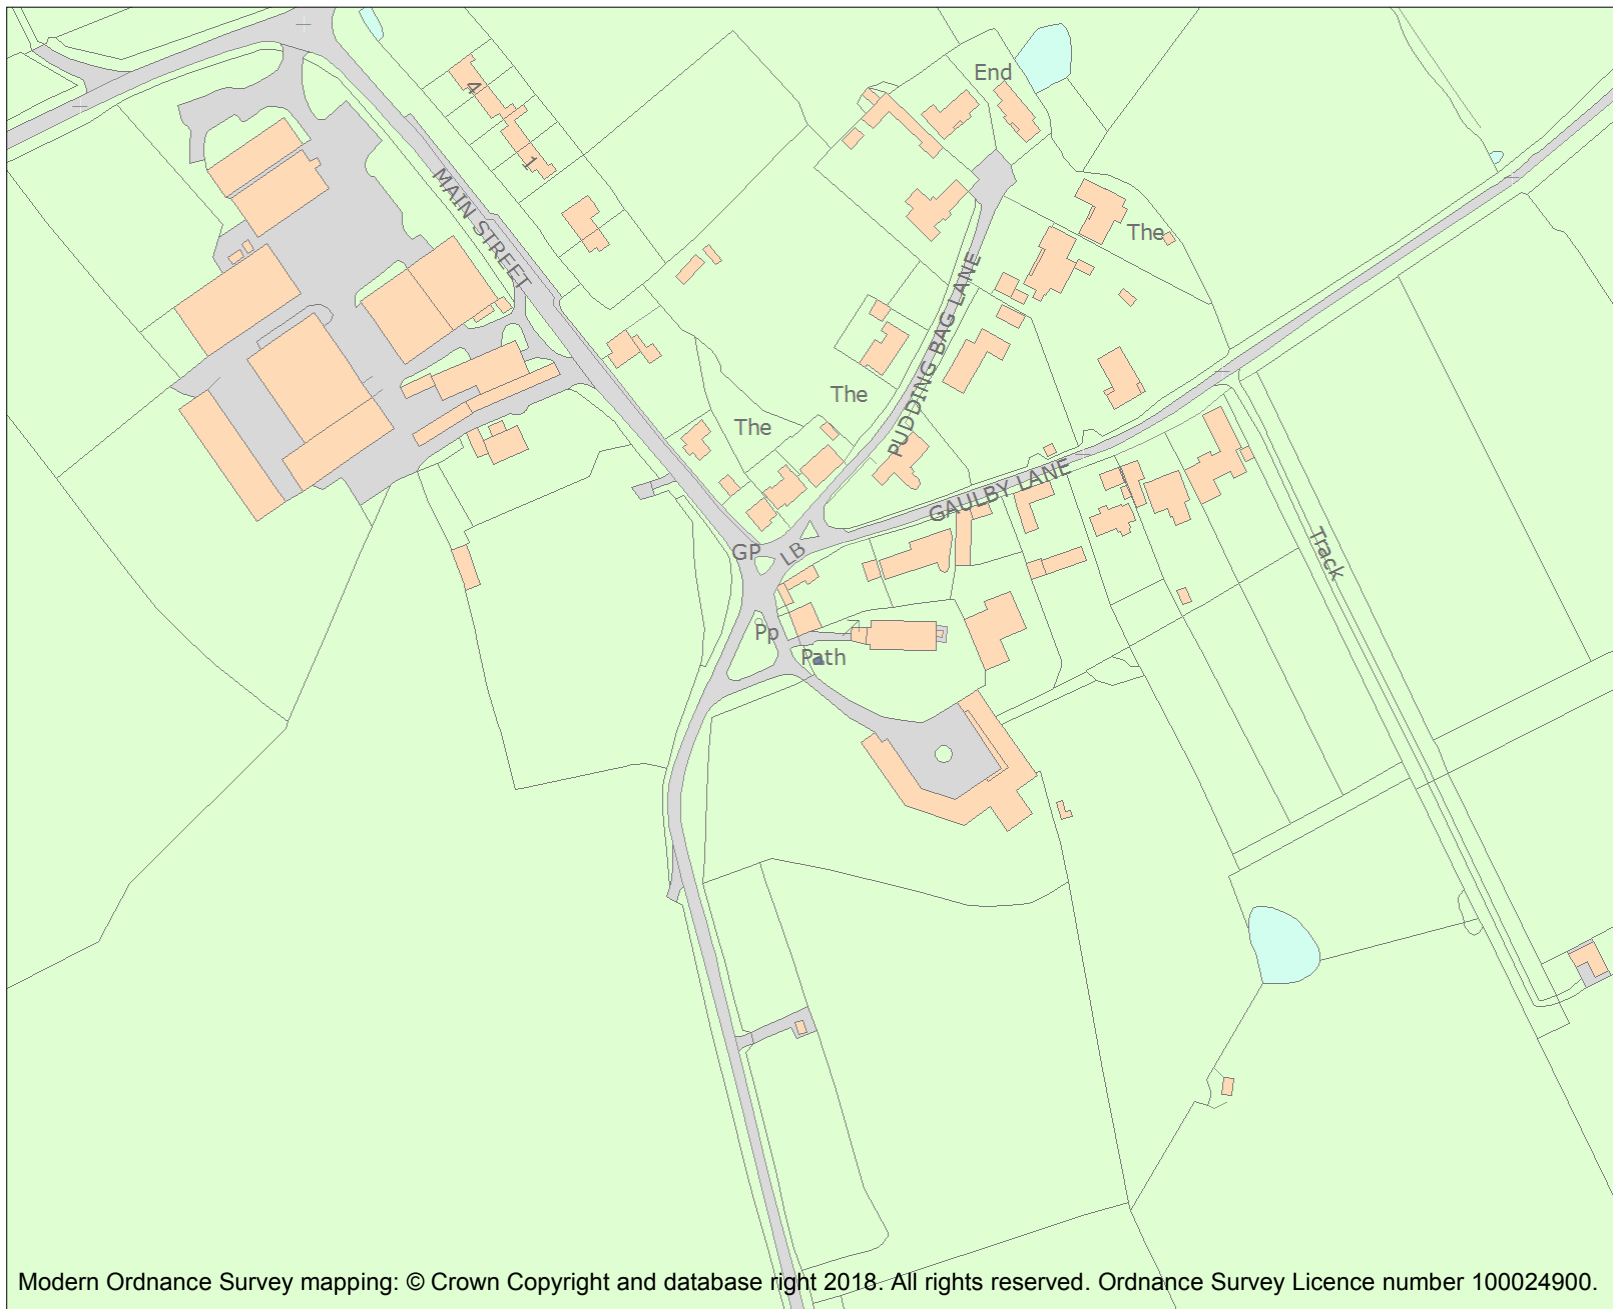 End
4
1
MAIN STREET
The
PUDDING BAG LANE
The
The
GAULBY LANE
GP
LB
Track
Pp
Path
Modern Ordnance Survey mapping: © Crown Copyright and database right 2018. All rights reserved. Ordnance Survey Licence number 100024900.